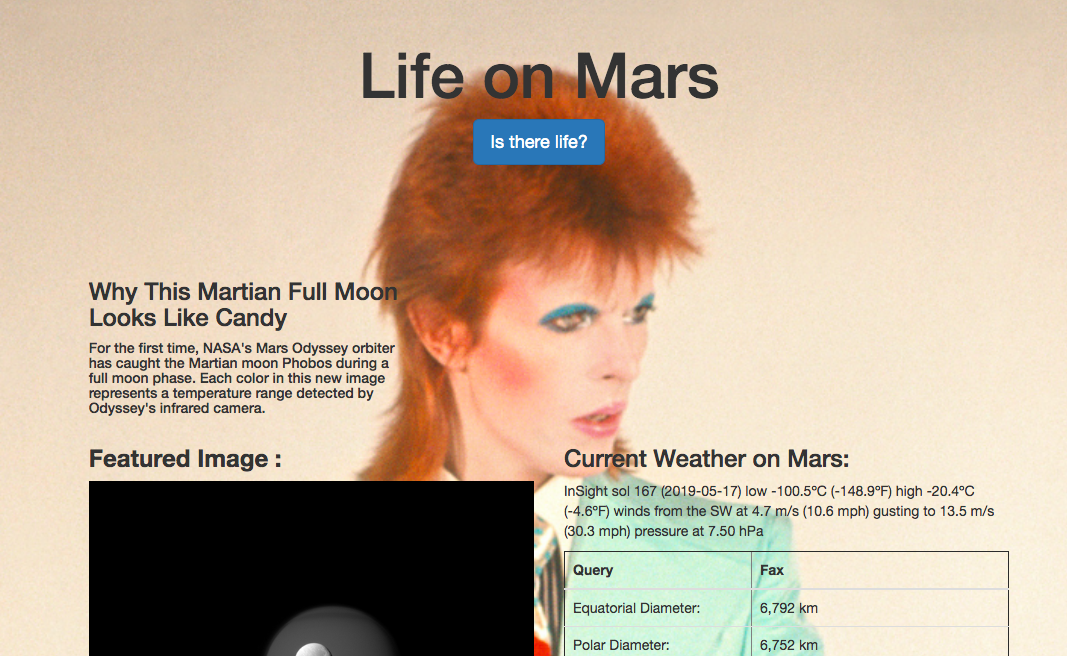 Life on Mars
Is there life?
Why This Martian Full Moon
Looks Like Candy
For the first time, NASA's Mars Odyssey orbiter
has caught the Martian moon Phobos during a
full moon phase. Each color in this new image
represents a temperature range detected by
Odyssey's infrared camera.
Featured Image :
Current Weather on Mars:
InSight sol 167 (2019-05-17) low -100.5ºC (-148.9ºF) high -20.4ºC
(-4.6ºF) winds from the SW at 4.7 m/s (10.6 mph) gusting to 13.5 m/s
(30.3 mph) pressure at 7.50 hPa
Query Fax
Equatorial Diameter: 6,792 km
Polar Diameter: 6,752 km